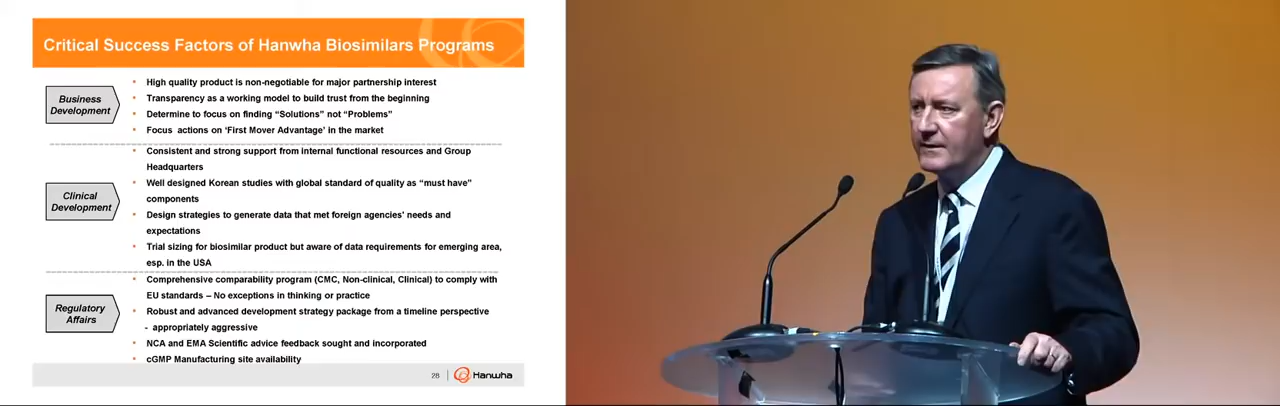 Critical Success Factors of Hanwha Biosimilars Programs
Business
Development
• High quality product is non-negotiable for major partnership interest
• Transparency as a working model to build trust from the beginning
• Determine to focus on finding “Solutions” not “Problems”
• Focus actions on ‘First Mover Advantage’ in the market
Clinical
Development
• Consistent and strong support from internal functional resources and Group
Headquarters
• Well designed Korean studies with global standard of quality as “must have”
components
• Design strategies to generate data that met foreign agencies' needs and
expectations
• Trial sizing for biosimilar product but aware of data requirements for emerging area,
esp. in the USA
Regulatory
Affairs
• Comprehensive comparability program (CMC, Non-clinical, Clinical) to comply with
EU standards – No exceptions in thinking or practice
• Robust and advanced development strategy package from a timeline perspective
- appropriately aggressive
• NCA and EMA Scientific advice feedback sought and incorporated
• cGMP Manufacturing site availability
28 | Hanwha